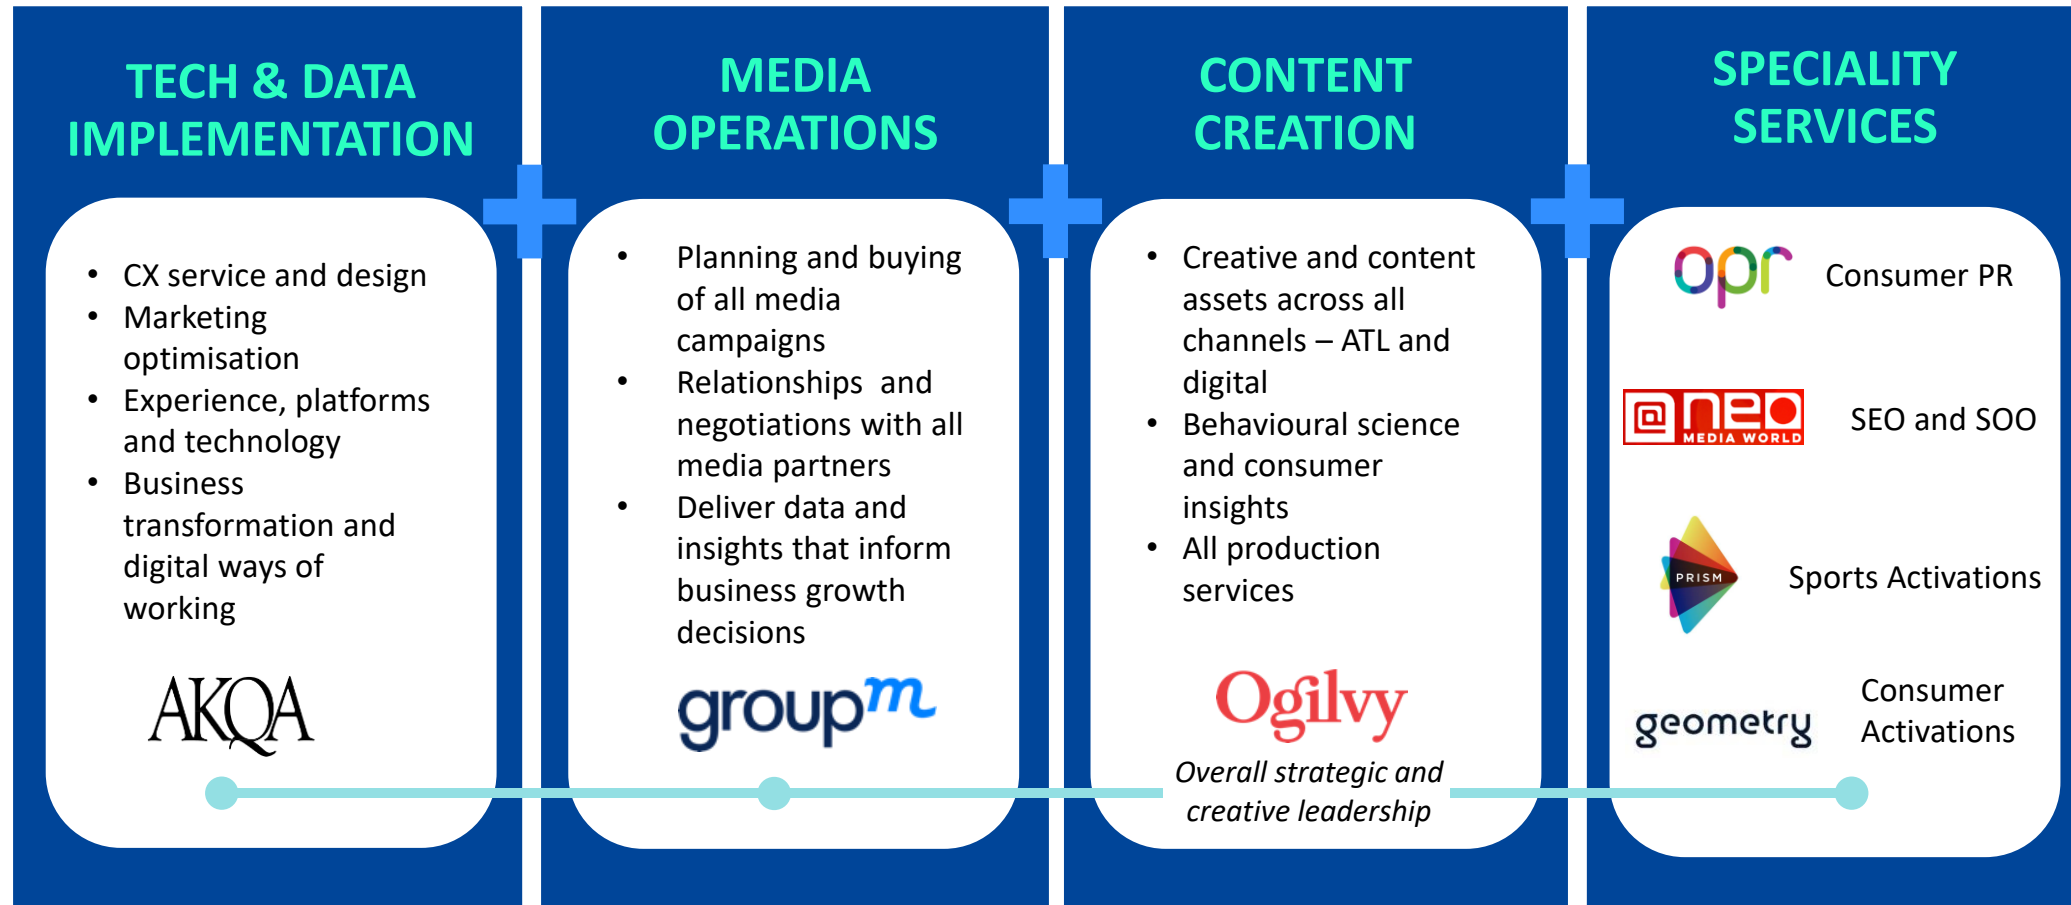 TECH & DATA
IMPLEMENTATION
• CX service and design
• Marketing
optimisation
• Experience, platforms
and technology
• Business
transformation and
digital ways of
working
AKQA
MEDIA
OPERATIONS
• Planning and buying
of all media
campaigns
• Relationships and
negotiations with all
media partners
• Deliver data and
insights that inform
business growth
decisions
groupm
CONTENT
CREATION
• Creative and content
assets across all
channels – ATL and
digital
• Behavioural science
and consumer
insights
• All production
services
Ogilvy
Overall strategic and
creative leadership
SPECIALITY
SERVICES
opr
Consumer PR
@neo
MEDIA WORLD
SEO and SOO
PRISM
Sports Activations
geometry
Consumer
Activations